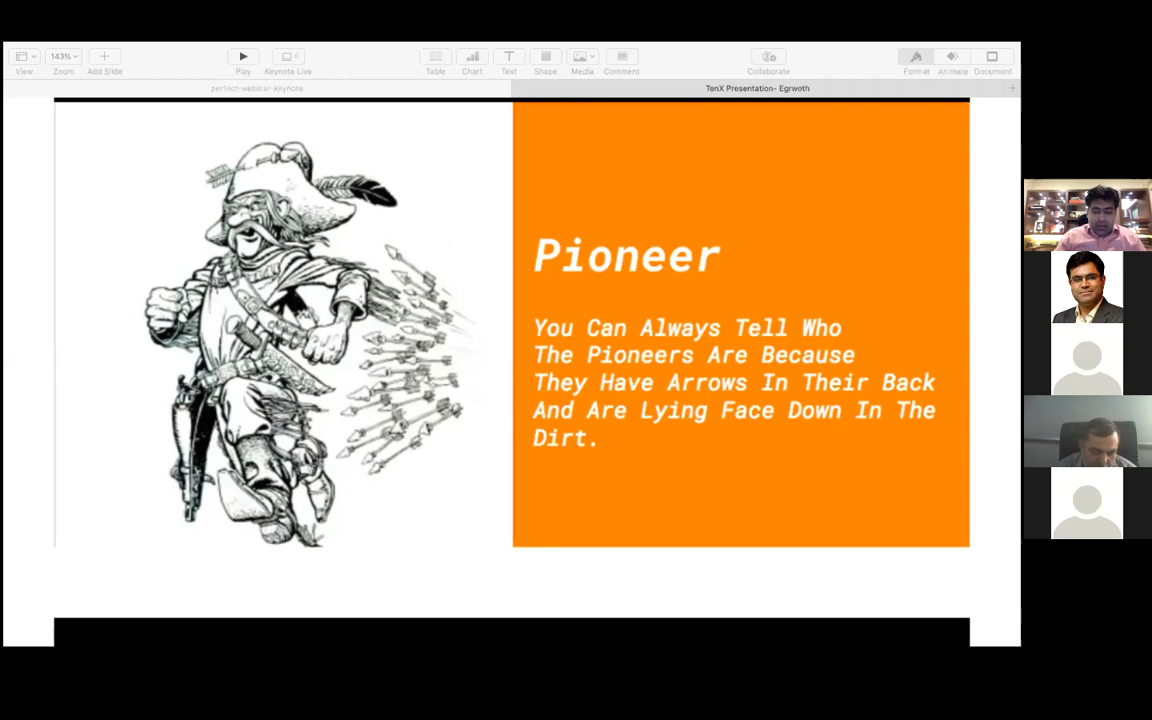 143%
View
Zoom
Add Slide
Play
Keynote Live
Table
Chart
Text
Shape
Media
Comment
Collaborate
Format
Animate
Document
perfect-webinar-keynote
TenX Presentation- Egrwoth
Pioneer
You Can Always Tell Who
The Pioneers Are Because
They Have Arrows In Their Back
And Are Lying Face Down In The
Dirt.